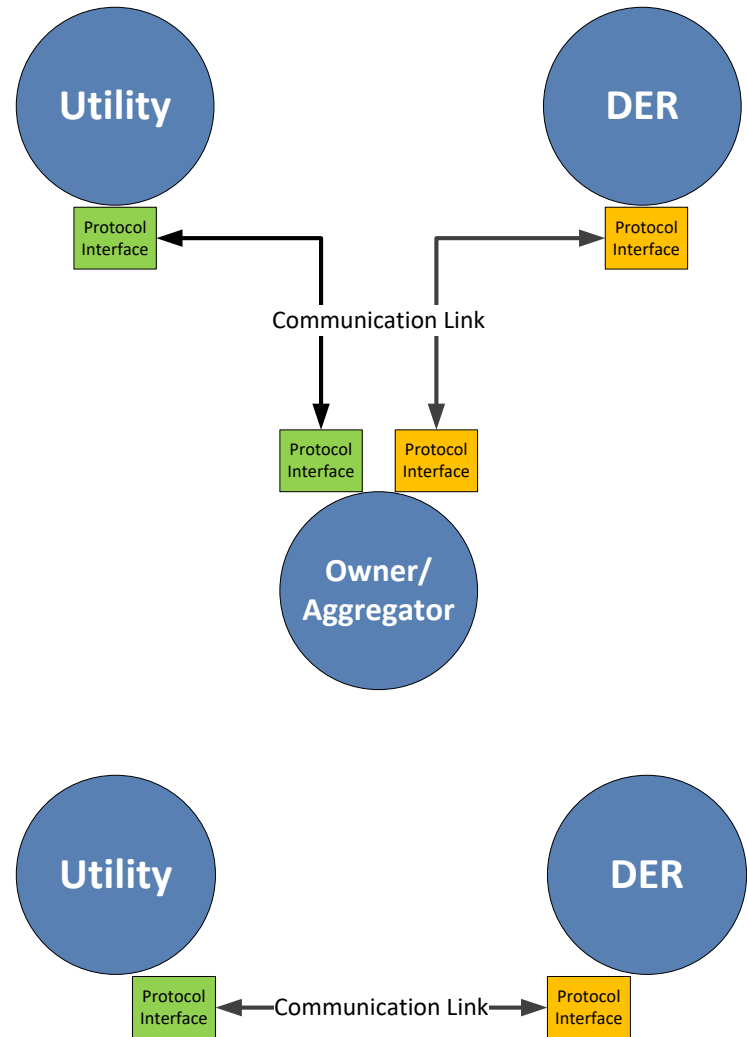 Utility
DER
Protocol
Interface
Protocol
Interface
Communication Link
Protocol
Interface
Protocol
Interface
Owner/
Aggregator
Utility
DER
Protocol
Interface
Communication Link
Protocol
Interface